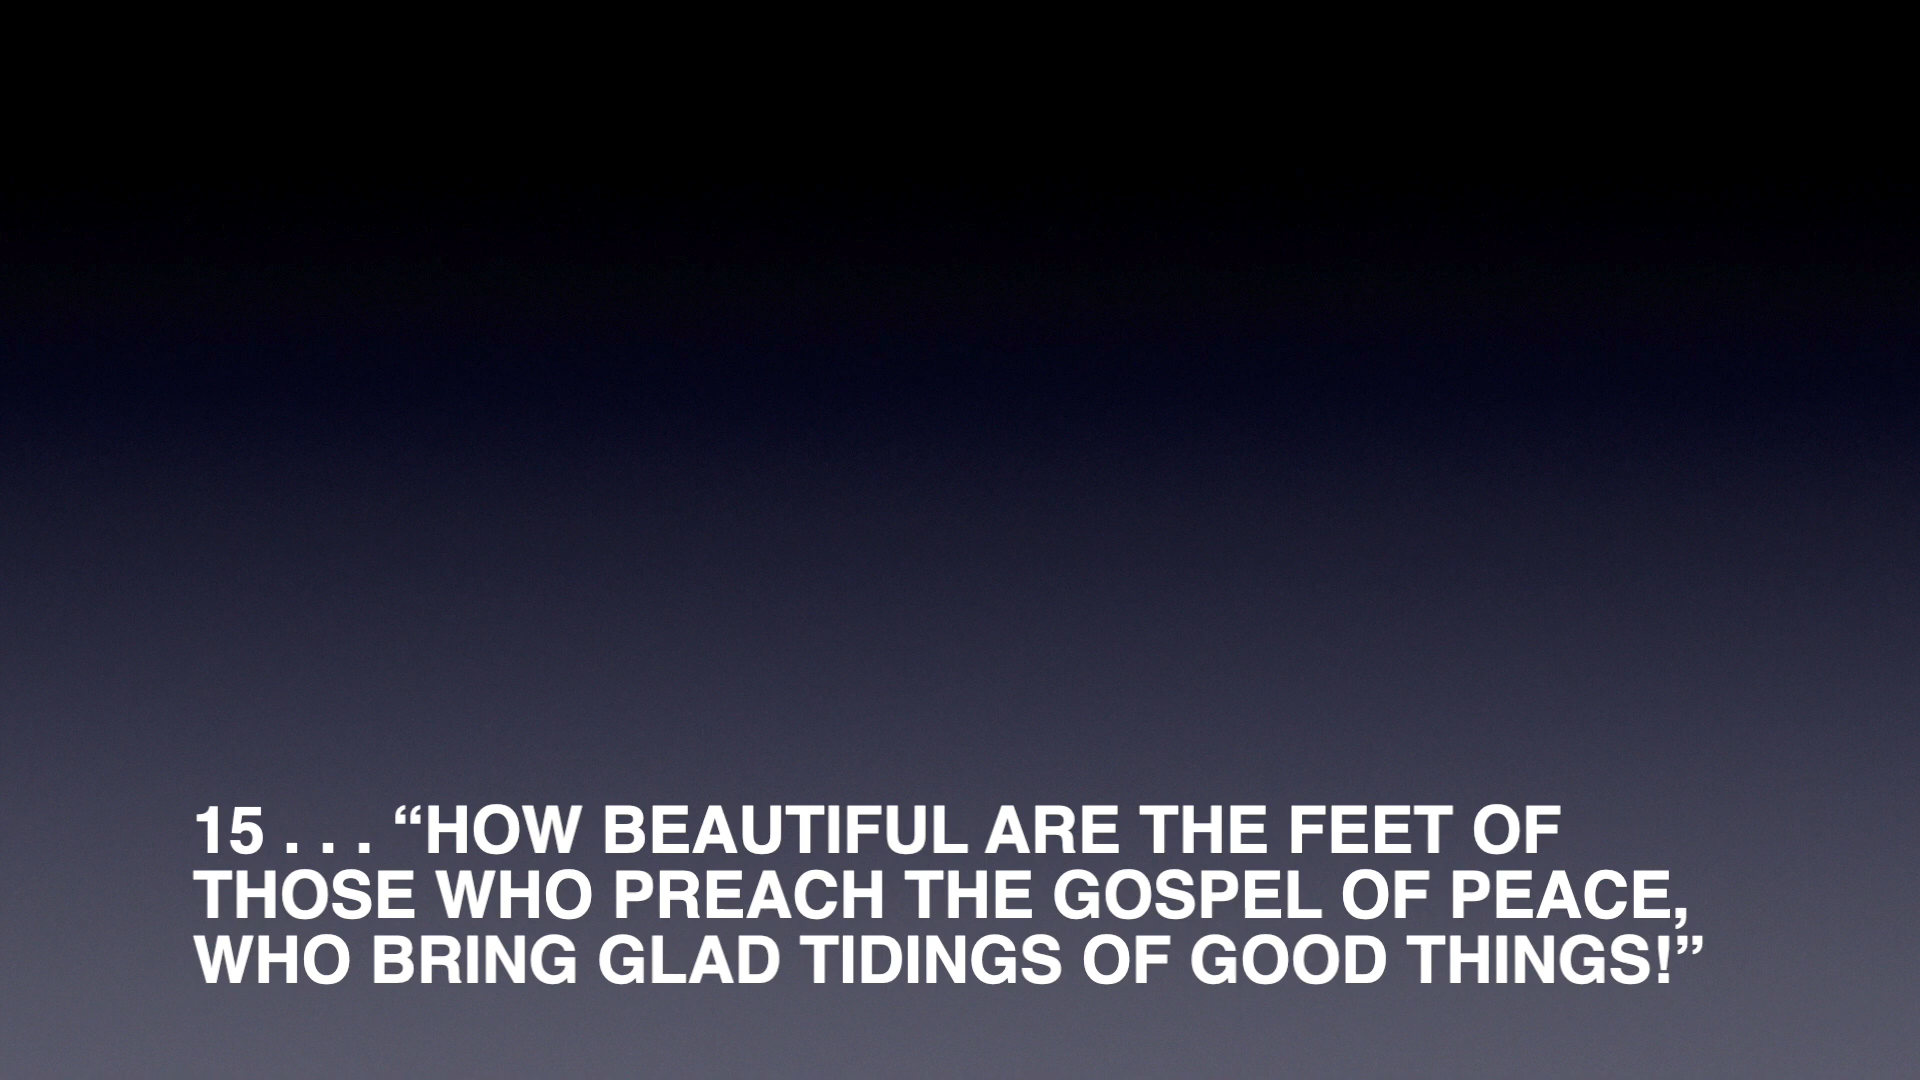 15 . . . “HOW BEAUTIFUL ARE THE FEET OF
THOSE WHO PREACH THE GOSPEL OF PEACE,
WHO BRING GLAD TIDINGS OF GOOD THINGS!”